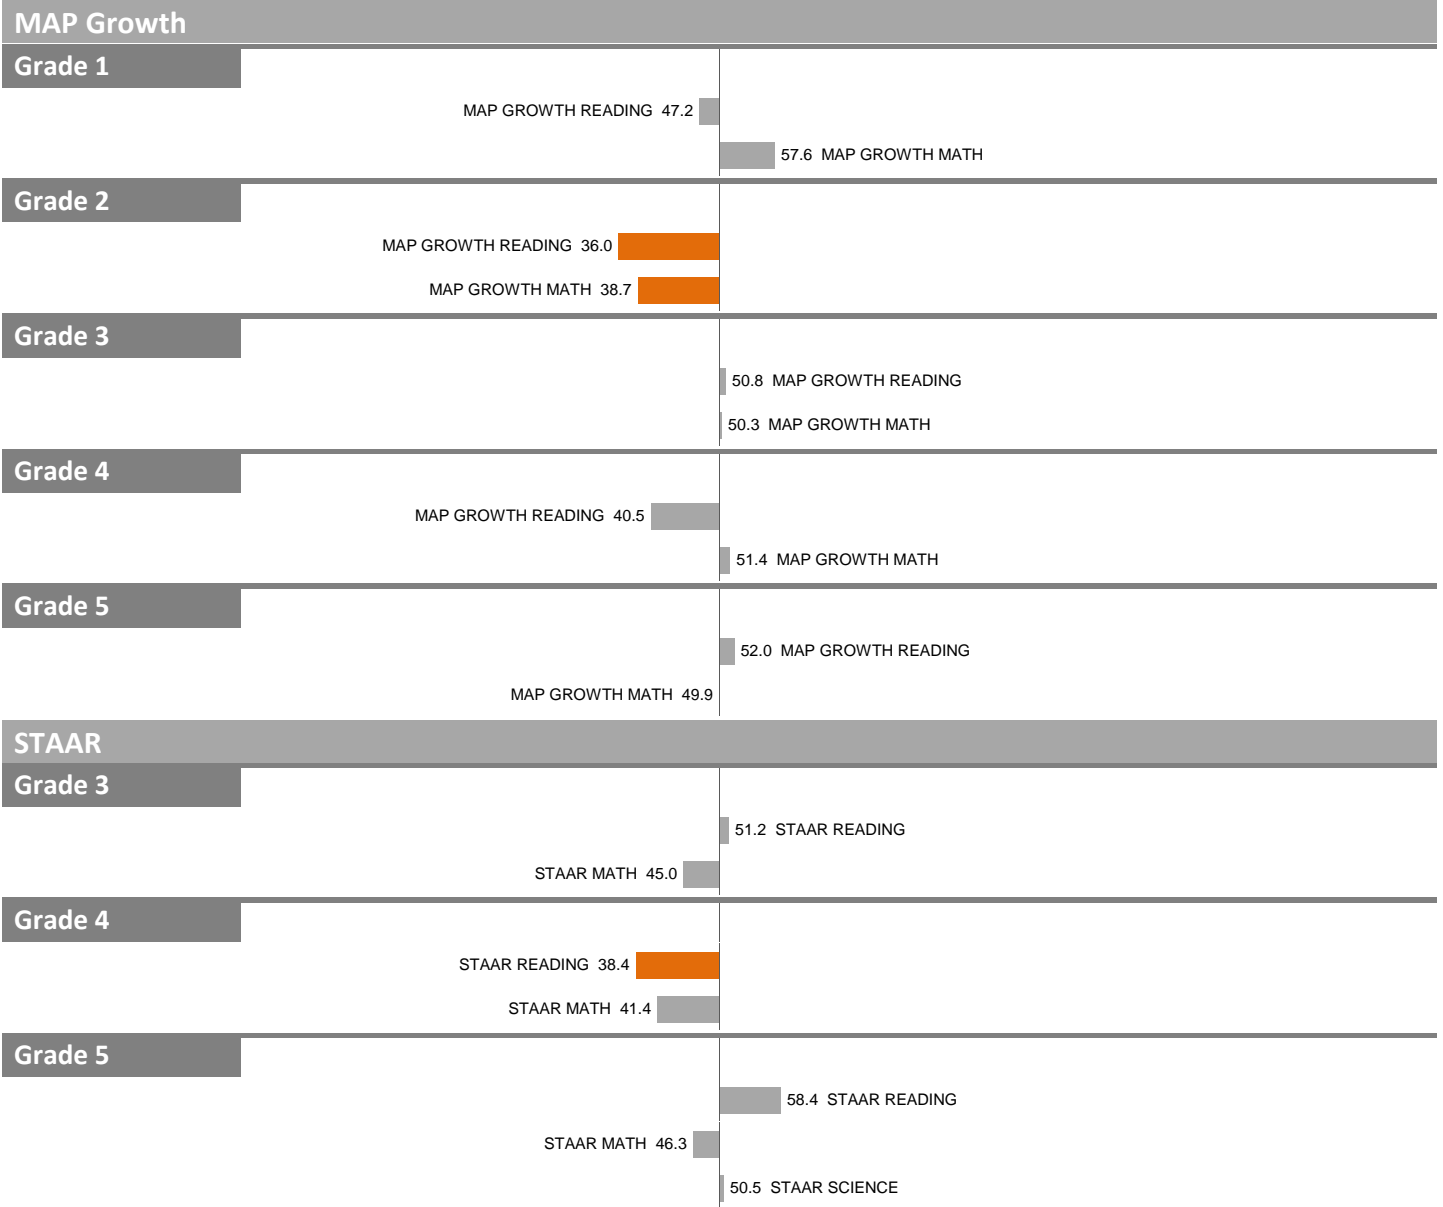 MAP Growth
Grade 1
MAP GROWTH READING 47.2
57.6 MAP GROWTH MATH
Grade 2
MAP GROWTH READING 36.0
MAP GROWTH MATH 38.7
Grade 3
50.8 MAP GROWTH READING
50.3 MAP GROWTH MATH
Grade 4
MAP GROWTH READING 40.5
51.4 MAP GROWTH MATH
Grade 5
52.0 MAP GROWTH READING
MAP GROWTH MATH 49.9
STAAR
Grade 3
51.2 STAAR READING
STAAR MATH 45.0
Grade 4
STAAR READING 38.4
STAAR MATH 41.4
Grade 5
58.4 STAAR READING
STAAR MATH 46.3
50.5 STAAR SCIENCE